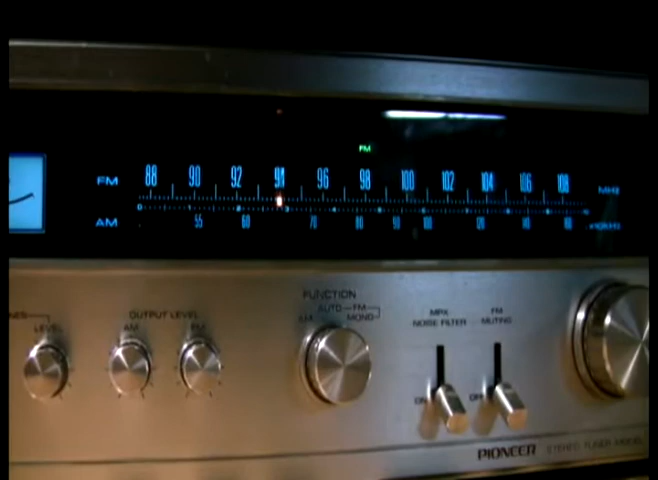 FM
FM 88 90 92 94 96 98 100 102 104 106 108 MHz
AM 55 60 70 80 90 100 120 140 160
FUNCTION
OUTPUT LEVEL
AUTO FM
AM MONO
LEVEL AM FM
MPX
NOISE FILTER
FM
MUTING
ON OFF
PIONEER STEREO TUNER MODEL